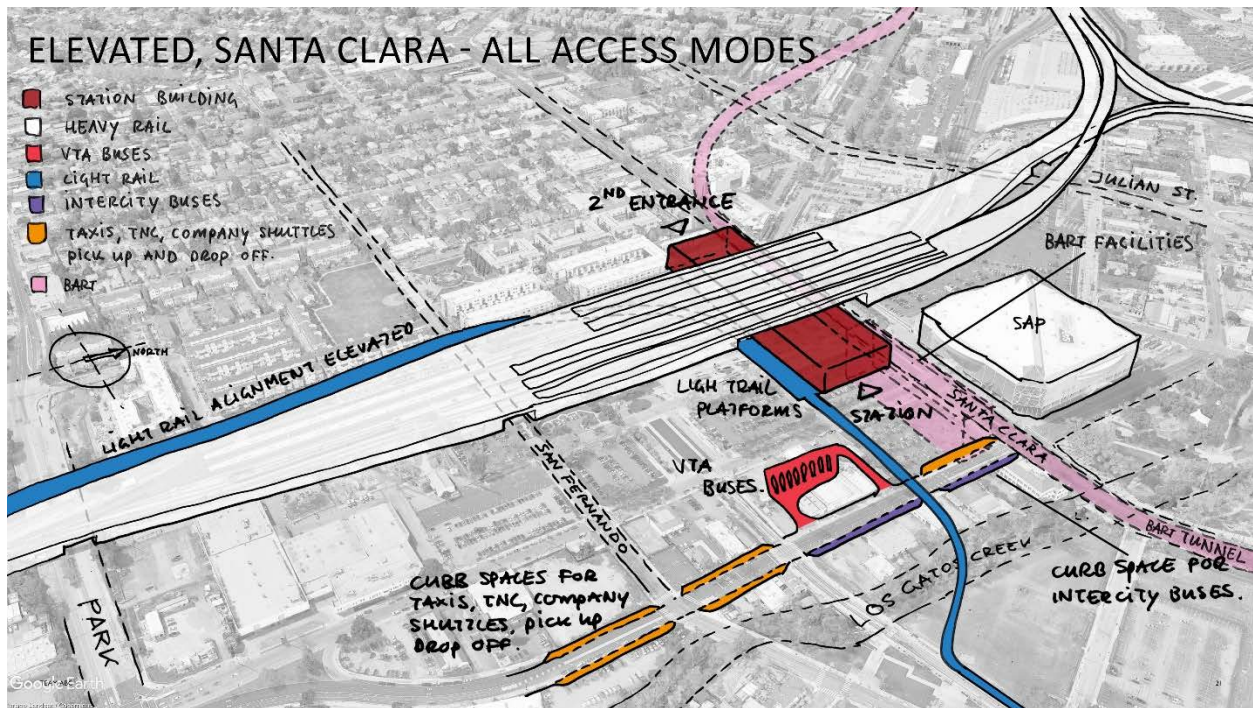 ELEVATED, SANTA CLARA - ALL ACCESS MODES
STATION BUILDING
HEAVY RAIL
VTA BUSES
LIGHT RAIL
INTERCITY BUSES
TAXIS, TNC, COMPANY SHUTTLES
PICK UP AND DROP OFF.
BART
NORTH
2ND ENTRANCE
JULIAN ST.
BART FACILITIES
SAP
LIGHT RAIL ALIGNMENT ELEVATED
LIGH TRAIL
PLATFORMS
STATION
SANTA CLARA
VTA
BUSES.
SAN FERNANDO
BART TUNNEL
OS GATOS CREEK
CURB SPACES FOR
TAXIS, TNC, COMPANY
SHUTTLES, PICK UP
DROP OFF.
CURB SPACE FOR
INTERCITY BUSES.
PARK
Google Earth
21